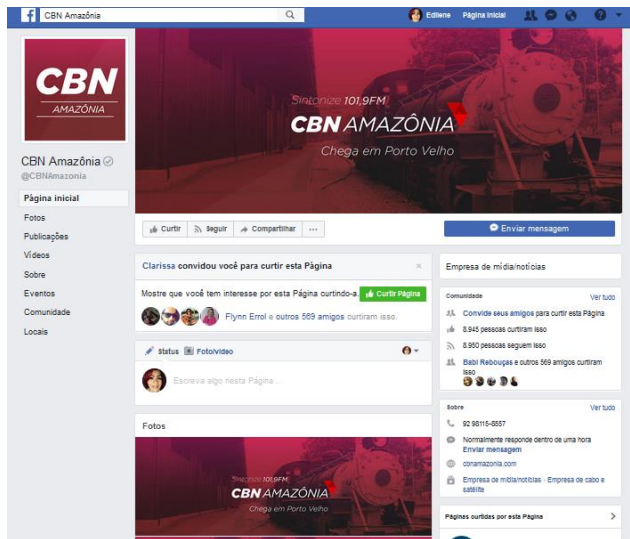 CBN Amazônia
Edilene
Página inicial
CBN
AMAZÔNIA
Sintonize 101,9FM
CBN AMAZÔNIA
Chega em Porto Velho
CBN Amazônia
@CBNAmazonia
Página inicial
Fotos
Publicações
Vídeos
Sobre
Eventos
Comunidade
Locais
Curtir
Seguir
Compartilhar
Enviar mensagem
Clarissa convidou você para curtir esta Página
Mostre que você tem interesse por esta Página curtindo-a.
Curtir Página
Flynn Errol e outros 569 amigos curtiram isso.
Status
Foto/vídeo
Escreva algo nesta Página...
Fotos
Sintonize 101,9FM
CBN AMAZÔNIA
Chega em Porto Velho
Empresa de mídia/notícias
Comunidade
Ver tudo
Convide seus amigos para curtir esta Página
8.945 pessoas curtiram isso
8.950 pessoas seguem isso
Babi Rebouças e outros 569 amigos curtiram
isso
Sobre
Ver tudo
92 98115-8557
Normalmente responde dentro de uma hora
Enviar mensagem
cbnamazonia.com
Empresa de mídia/notícias · Empresa de cabo e
satélite
Páginas curtidas por esta Página